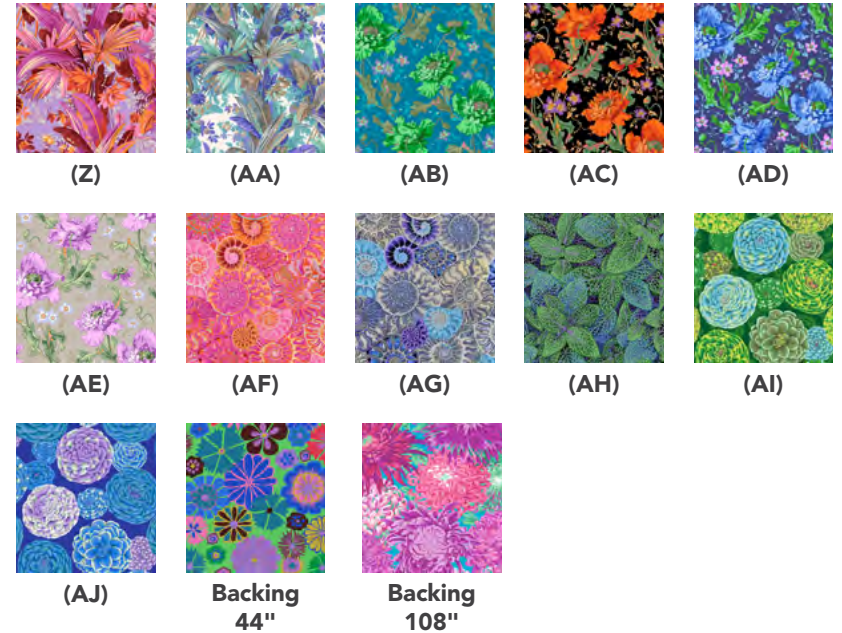 (Z)
(AA)
(AB)
(AC)
(AD)
(AE)
(AF)
(AG)
(AH)
(AI)
(AJ)
Backing
44"
Backing
108"